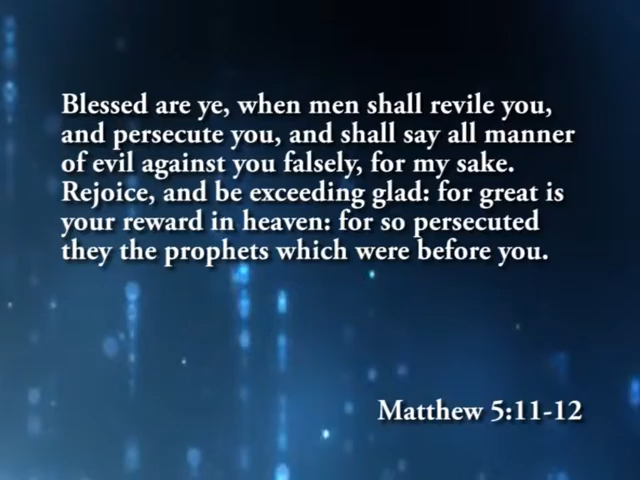 Blessed are ye, when men shall revile you,
and persecute you, and shall say all manner
of evil against you falsely, for my sake.
Rejoice, and be exceeding glad: for great is
your reward in heaven: for so persecuted
they the prophets which were before you.
Matthew 5:11-12